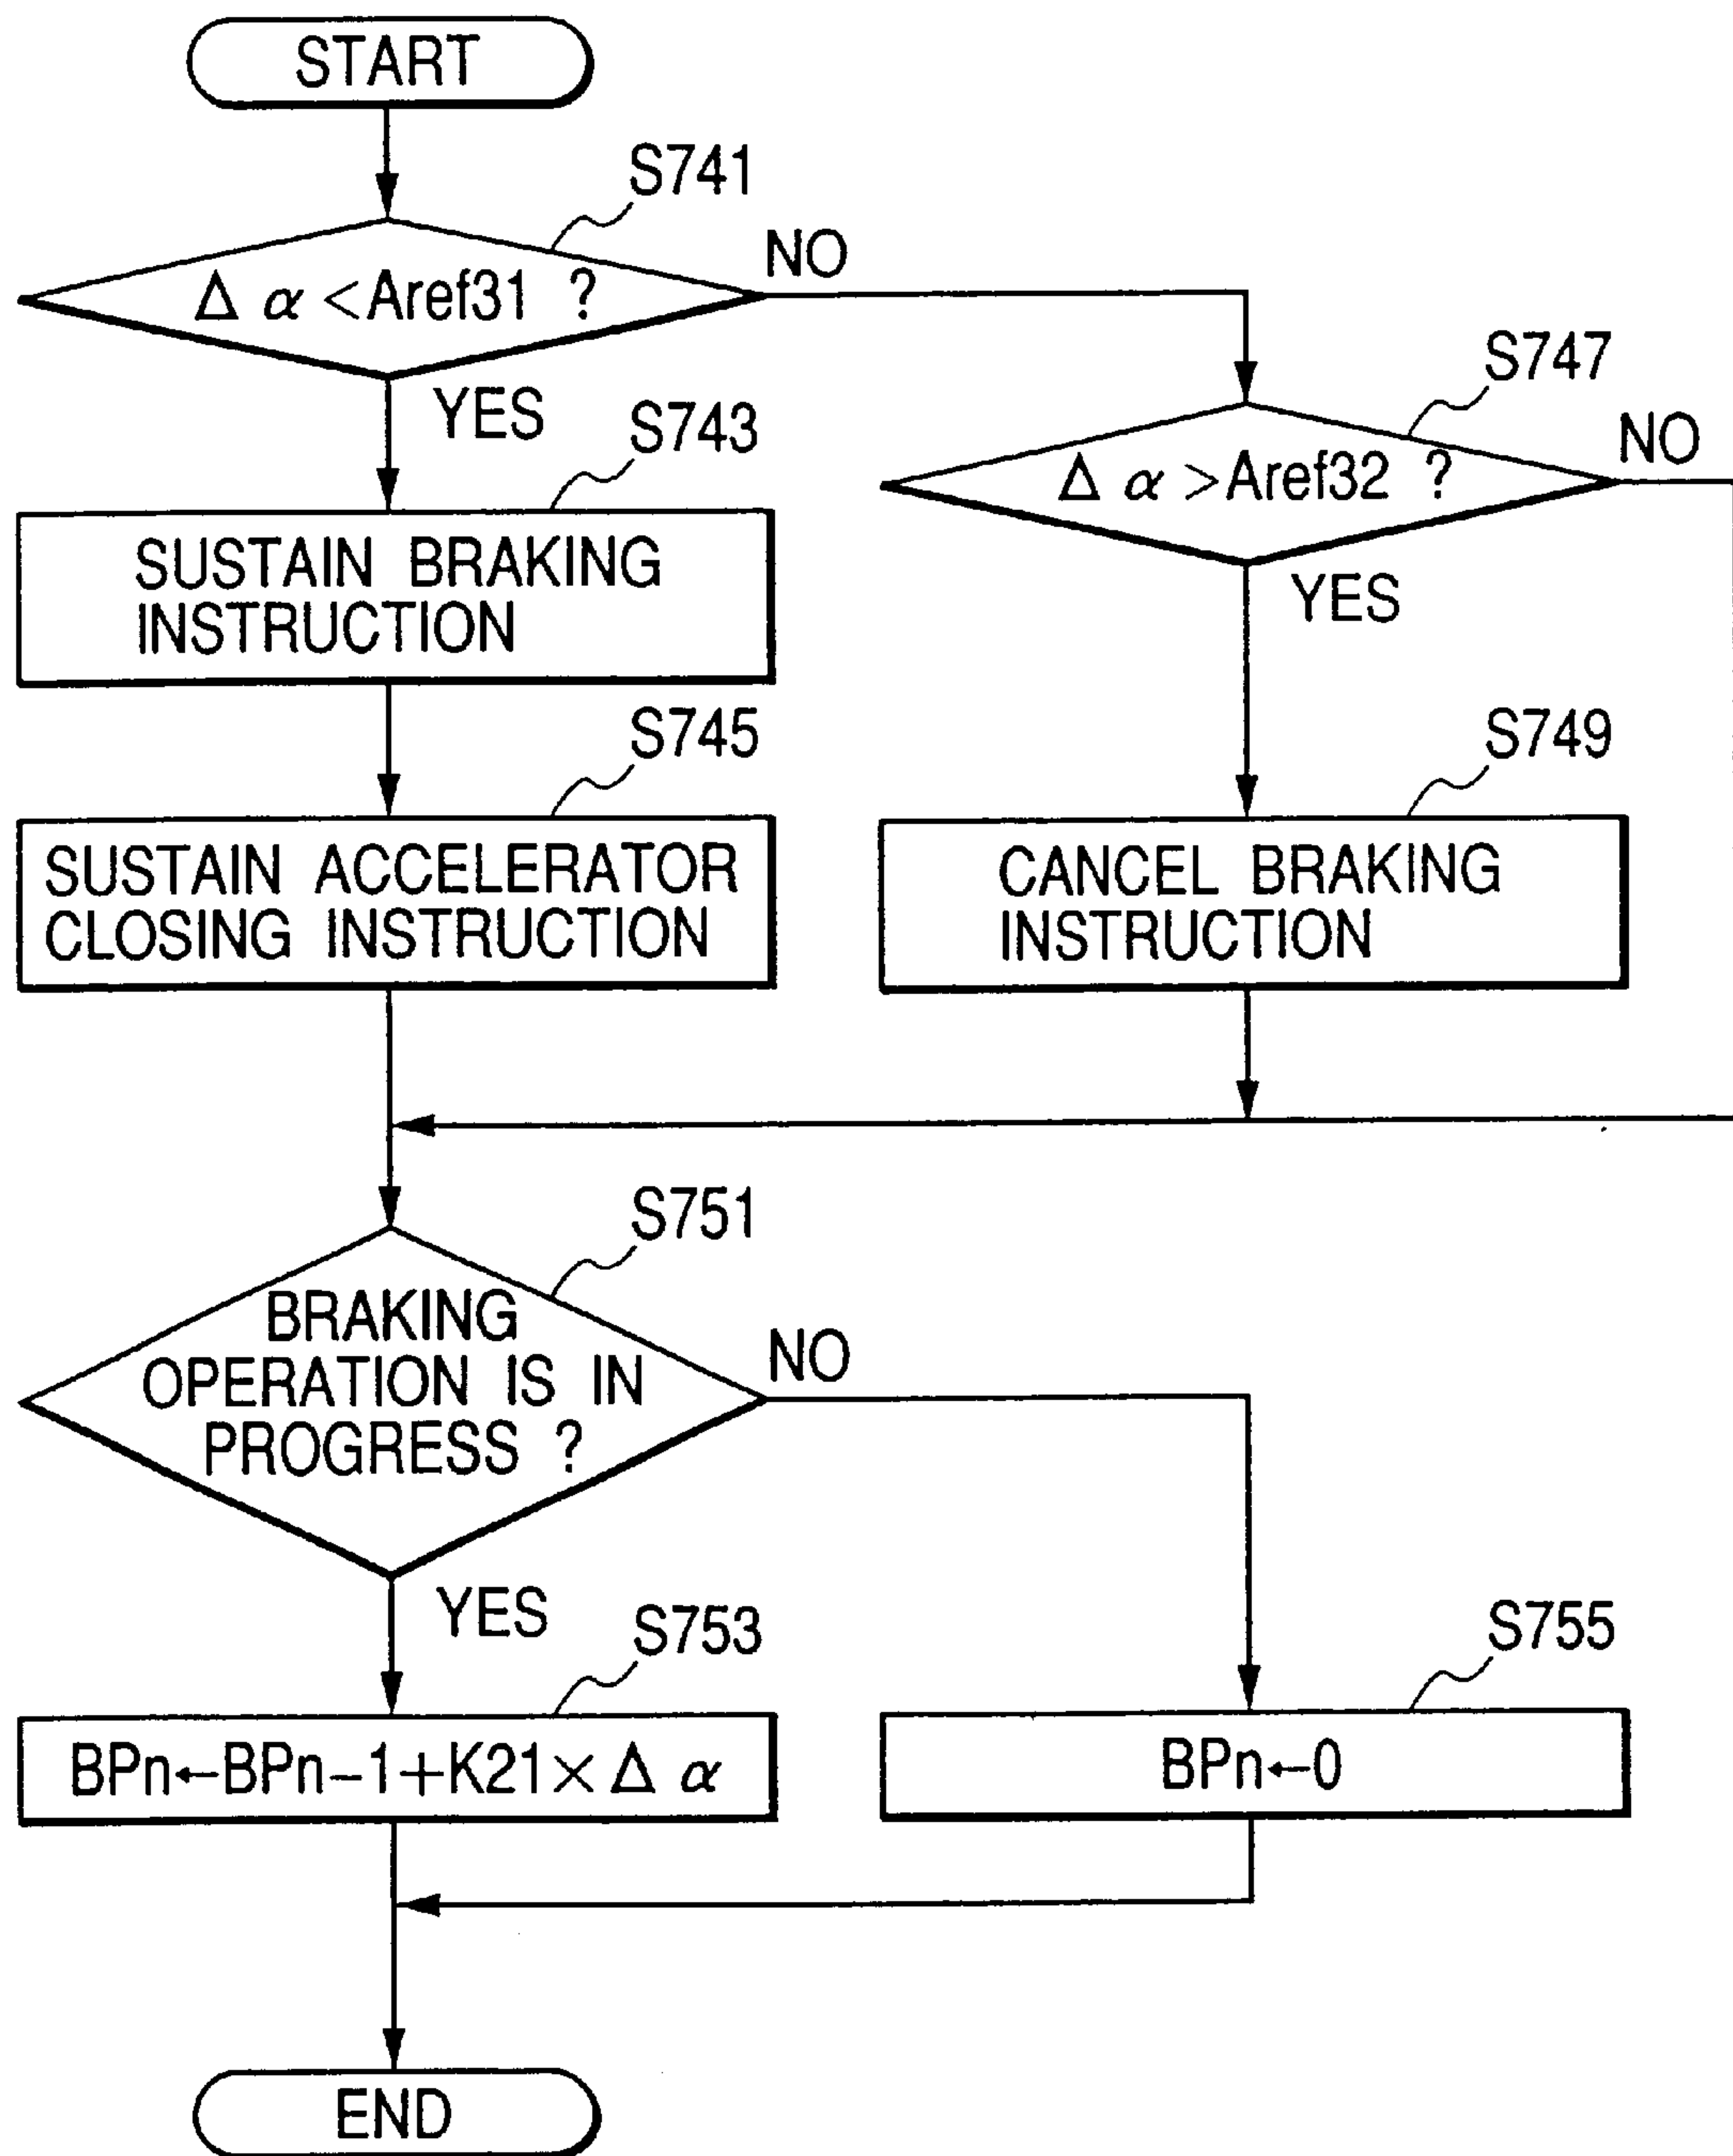 START
S741
Δ α <Aref31 ?
NO
YES
S743
SUSTAIN BRAKING
INSTRUCTION
S745
SUSTAIN ACCELERATOR
CLOSING INSTRUCTION
S747
Δ α >Aref32 ?
NO
YES
S749
CANCEL BRAKING
INSTRUCTION
S751
BRAKING
OPERATION IS IN
PROGRESS ?
NO
YES
S753
BPn←BPn−1+K21×Δ α
S755
BPn←0
END